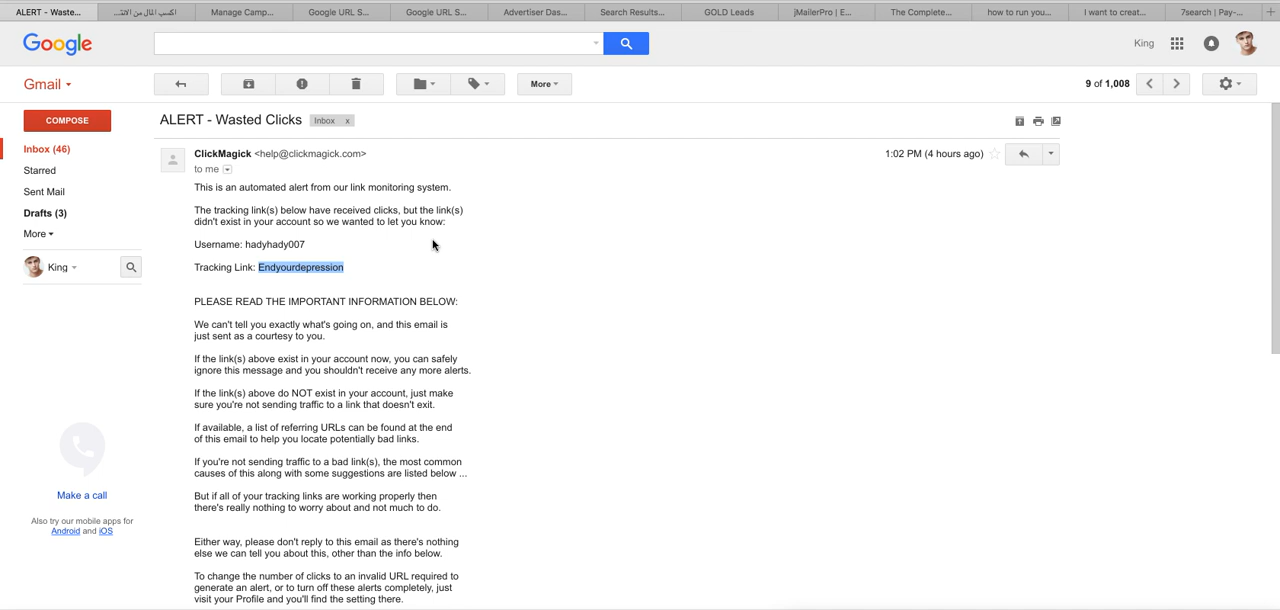 ALERT - Waste... اكسب المال من الانتـ... Manage Camp... Google URL S... Google URL S... Advertiser Das... Search Results... GOLD Leads jMailerPro | E... The Complete... how to run you... I want to creat... 7search | Pay-...
Google King
Gmail More 9 of 1,008
COMPOSE
Inbox (46)
Starred
Sent Mail
Drafts (3)
More
King
Make a call
Also try our mobile apps for
Android and iOS
ALERT - Wasted Clicks Inbox x
ClickMagick <help@clickmagick.com> 1:02 PM (4 hours ago)
to me
This is an automated alert from our link monitoring system.
The tracking link(s) below have received clicks, but the link(s)
didn't exist in your account so we wanted to let you know:
Username: hadyhady007
Tracking Link: Endyourdepression
PLEASE READ THE IMPORTANT INFORMATION BELOW:
We can't tell you exactly what's going on, and this email is
just sent as a courtesy to you.
If the link(s) above exist in your account now, you can safely
ignore this message and you shouldn't receive any more alerts.
If the link(s) above do NOT exist in your account, just make
sure you're not sending traffic to a link that doesn't exit.
If available, a list of referring URLs can be found at the end
of this email to help you locate potentially bad links.
If you're not sending traffic to a bad link(s), the most common
causes of this along with some suggestions are listed below ...
But if all of your tracking links are working properly then
there's really nothing to worry about and not much to do.
Either way, please don't reply to this email as there's nothing
else we can tell you about this, other than the info below.
To change the number of clicks to an invalid URL required to
generate an alert, or to turn off these alerts completely, just
visit your Profile and you'll find the setting there.